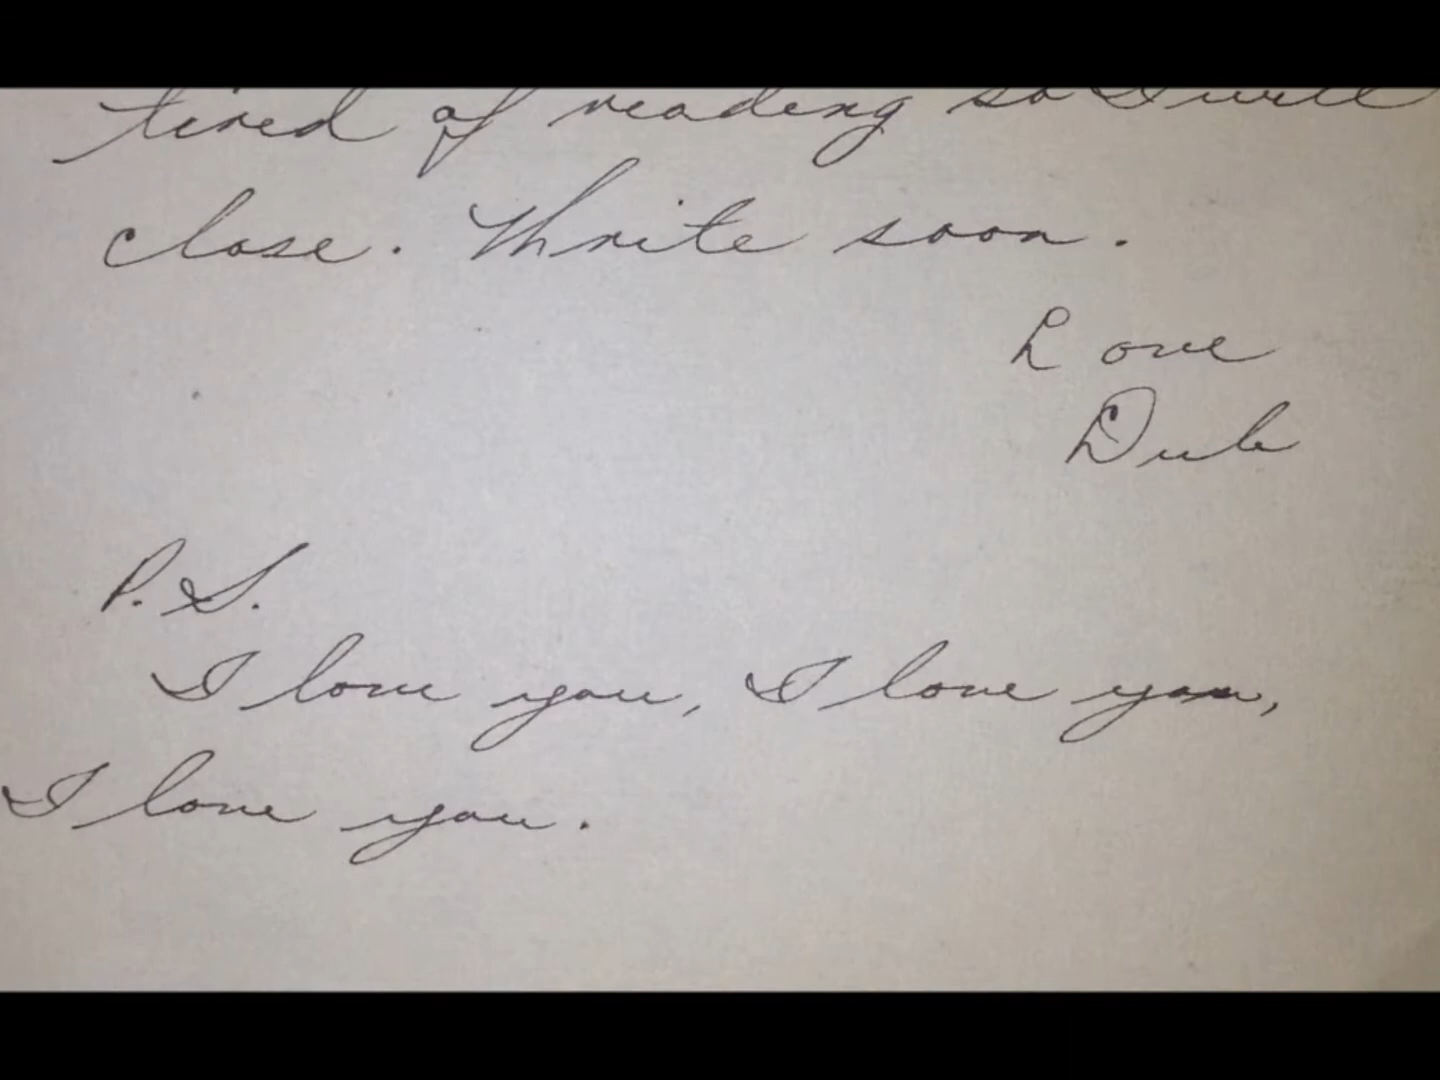 tired of reading so I will
close. Write soon.
Love
Dub
P.S.
I love you, I love you,
I love you.